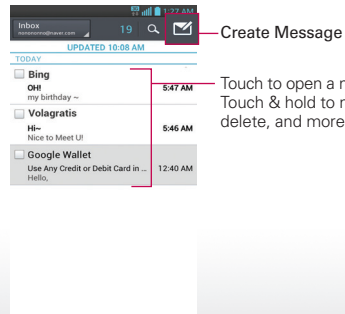 1:27 AM
Inbox
19
Create Message
UPDATED 10:08 AM
TODAY
Bing
OH! 5:47 AM
my birthday ~
Touch to open a
Touch & hold to
delete, and more
Volagratis
Hi~ 5:46 AM
Nice to Meet U!
Google Wallet
Use Any Credit or Debit Card in ... 12:40 AM
Hello,